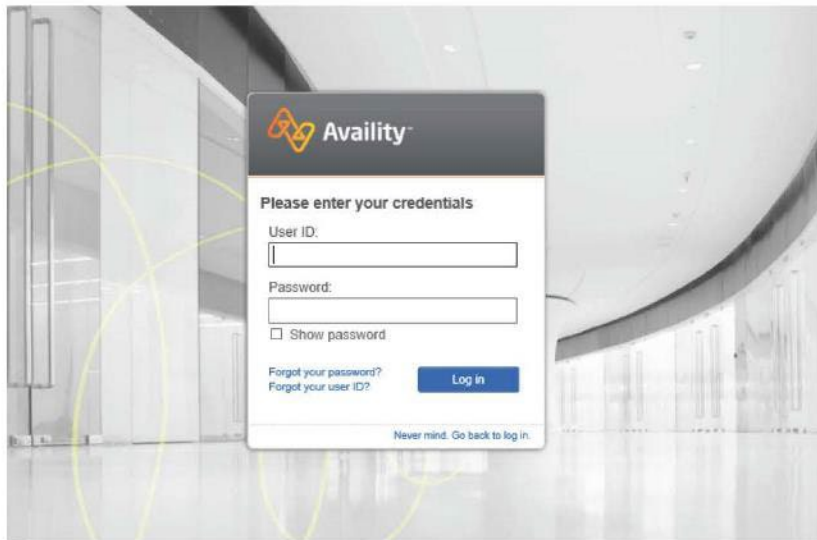 Availity
Please enter your credentials
User ID:
Password:
Show password
Forgot your password?
Forgot your user ID?
Log in
Never mind. Go back to log in.